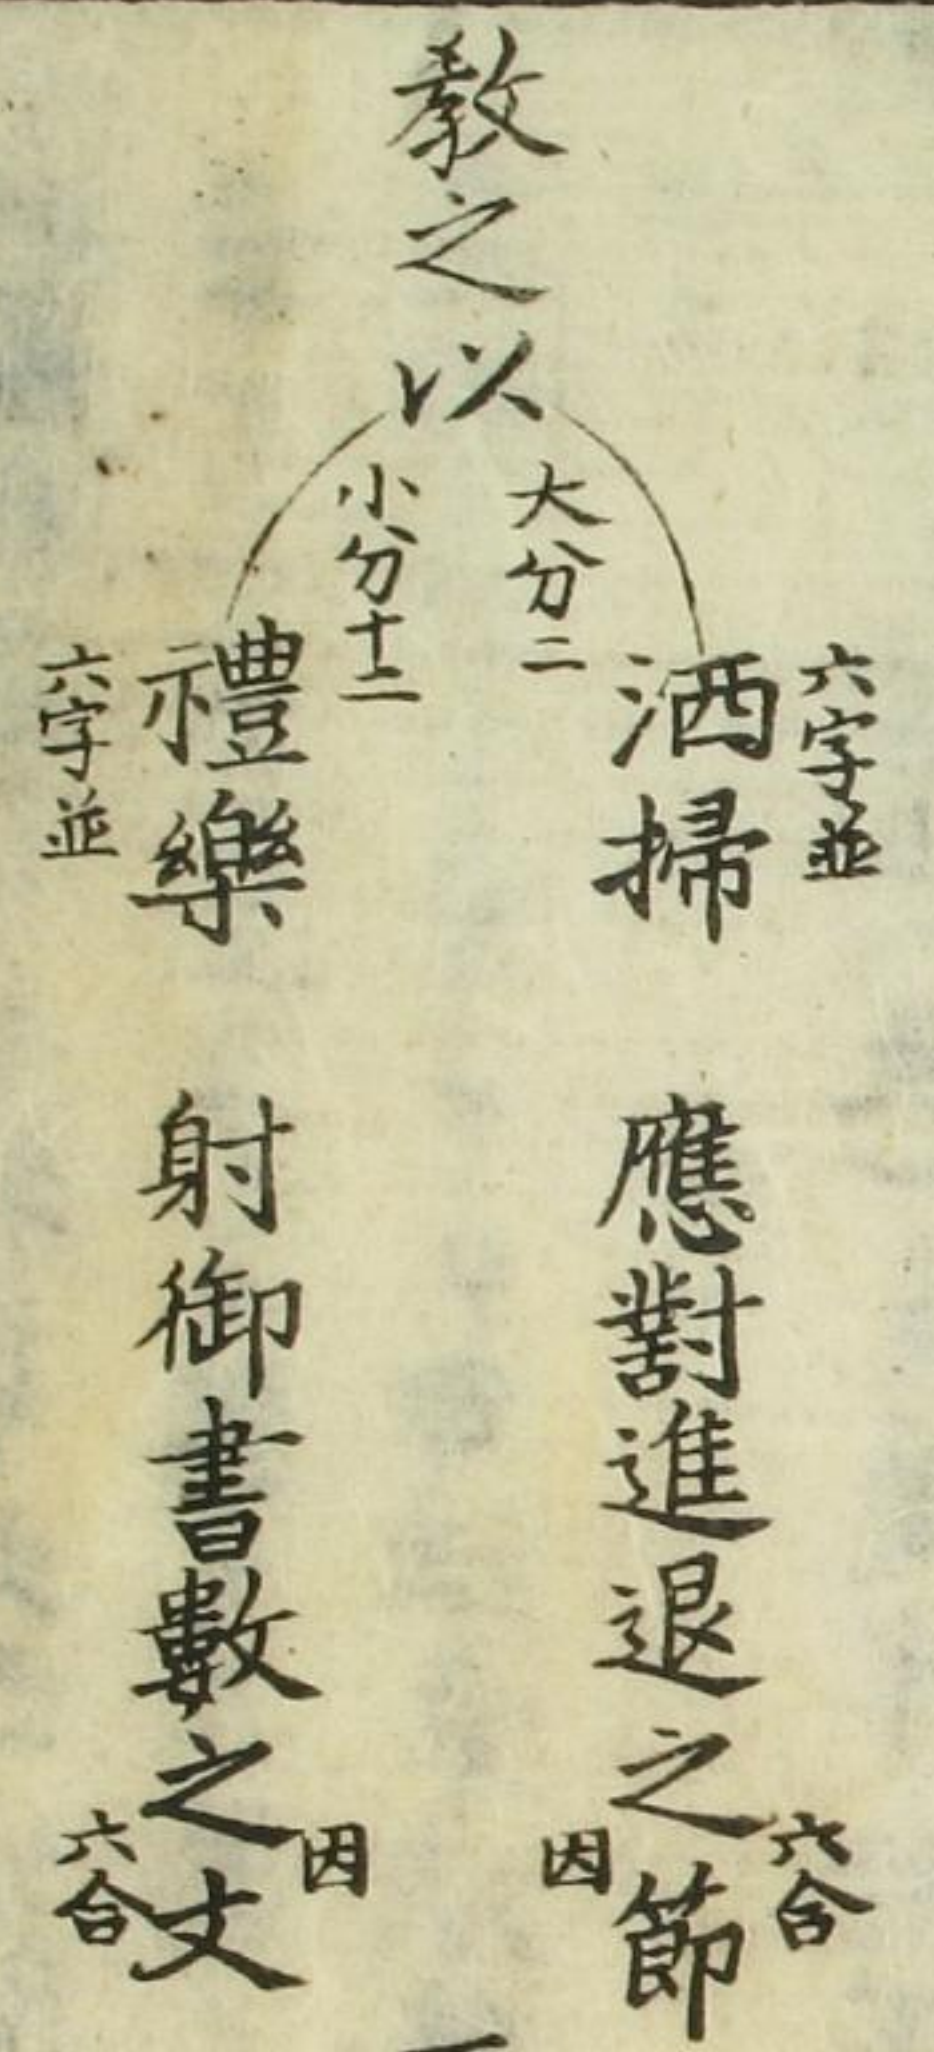 教之以
大分二
小分十二
六字並
洒掃 應對進退之節
六合
因
禮樂 射御書數之文
六字並
因
六合